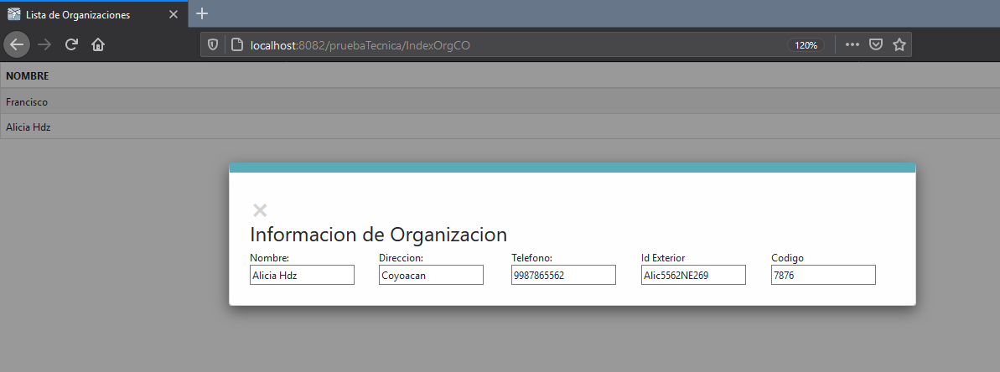 Lista de Organizaciones
localhost:8082/pruebaTecnica/IndexOrgCO 120%
NOMBRE
Francisco
Alicia Hdz
Informacion de Organizacion
Nombre: Direccion: Telefono: Id Exterior Codigo
Alicia Hdz Coyoacan 9987865562 Alic5562NE269 7876